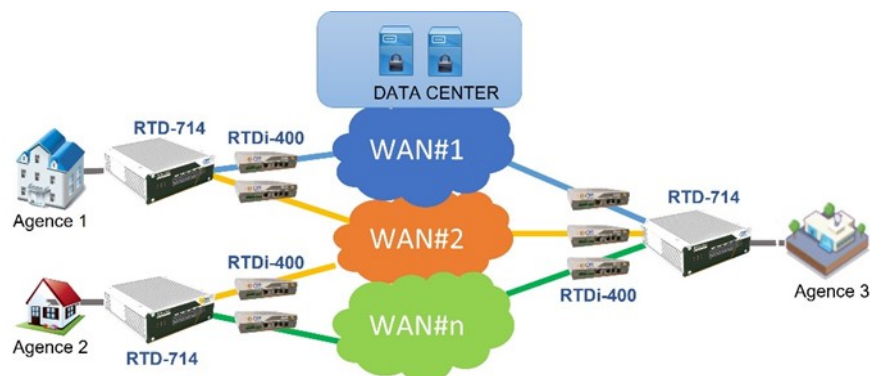 DATA CENTER
RTD-714
RTDi-400
WAN#1
RTD-714
Agence 1
WAN#2
RTDi-400
RTDi-400
Agence 3
Agence 2
RTD-714
WAN#n